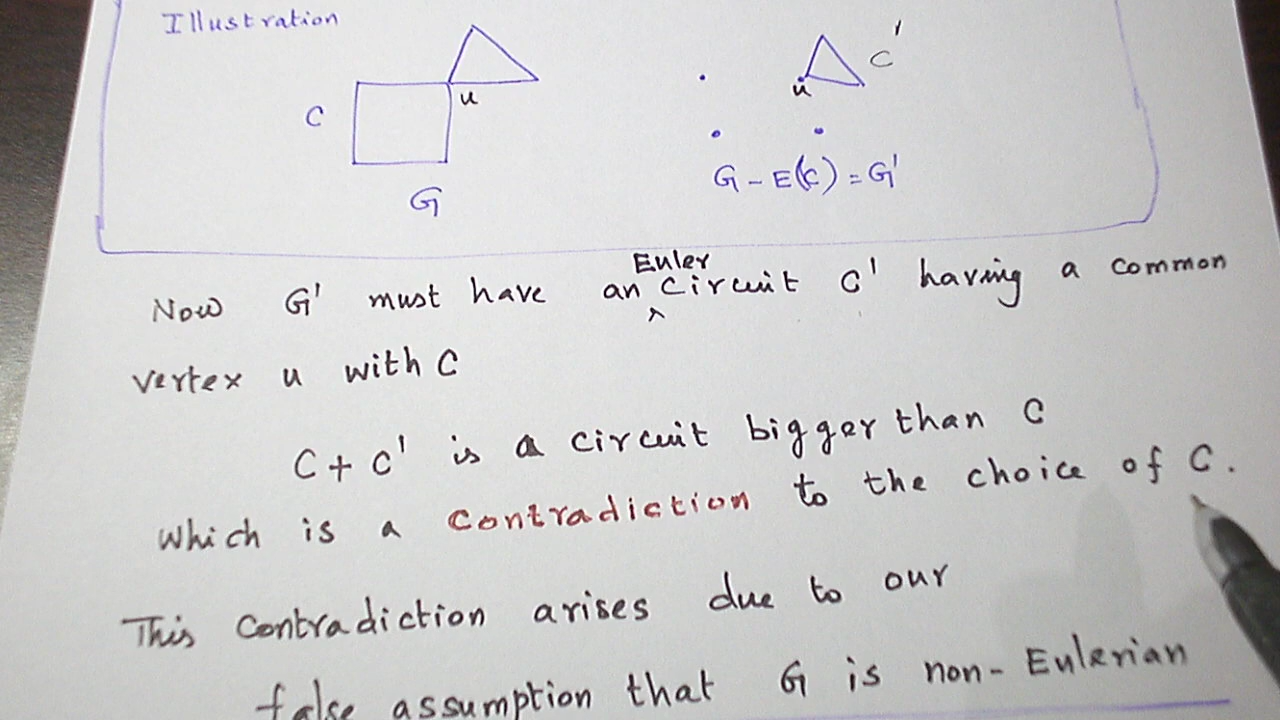 Illustration
C'
u
u
C
G - E(C) = G'
G
Euler
Now G' must have an ^ circuit C' having a common
vertex u with C
C + C' is a circuit bigger than C
which is a contradiction to the choice of C.
This contradiction arises due to our
false assumption that G is non-Eulerian